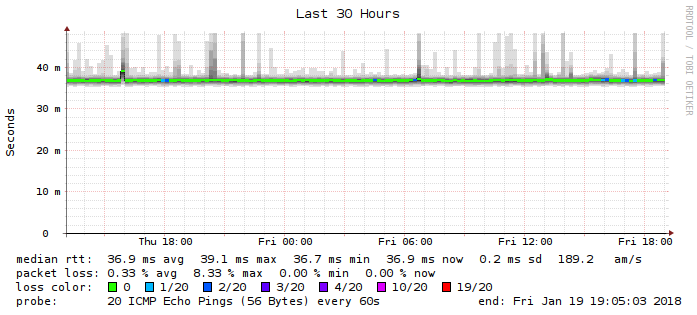 Last 30 Hours
RRDTOOL / TOBI OETIKER
Seconds
40 m
30 m
20 m
10 m
0
Thu 18:00 Fri 00:00 Fri 06:00 Fri 12:00 Fri 18:00
median rtt: 36.9 ms avg 39.1 ms max 36.7 ms min 36.9 ms now 0.2 ms sd 189.2 am/s
packet loss: 0.33 % avg 8.33 % max 0.00 % min 0.00 % now
loss color: 0 1/20 2/20 3/20 4/20 10/20 19/20
probe: 20 ICMP Echo Pings (56 Bytes) every 60s end: Fri Jan 19 19:05:03 2018